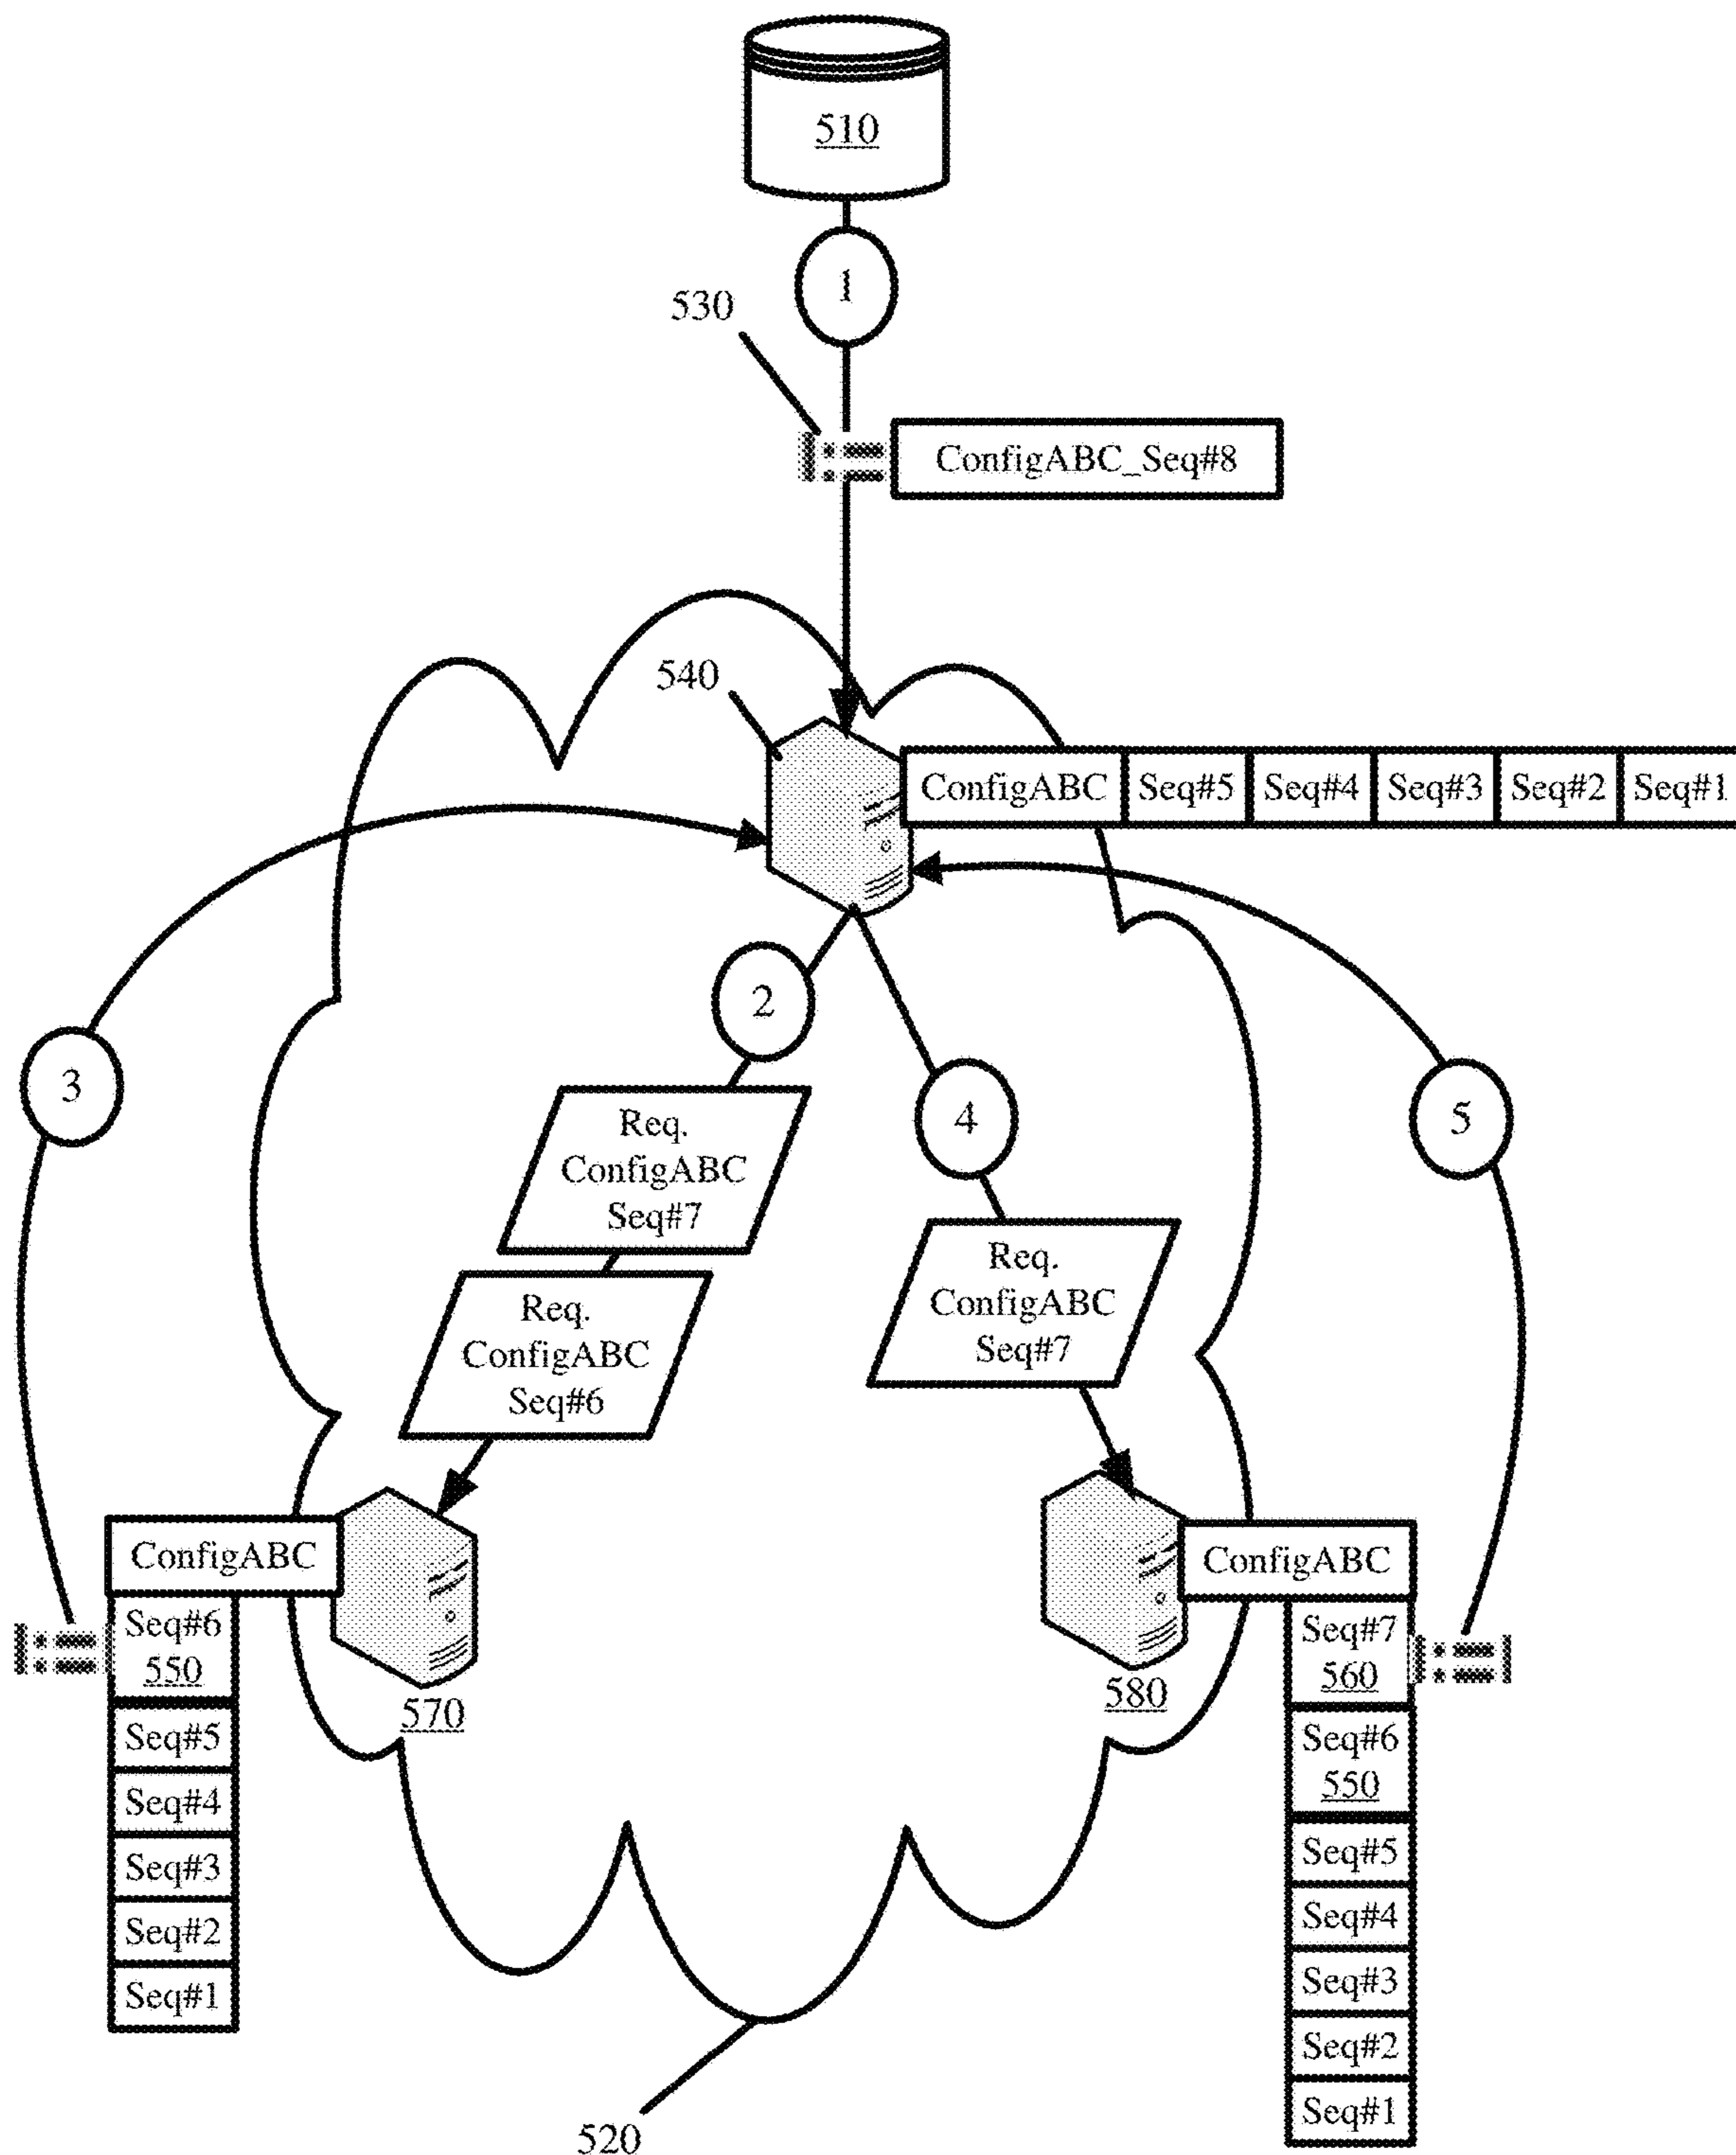 510
1
530
ConfigABC_Seq#8
540
ConfigABC Seq#5 Seq#4 Seq#3 Seq#2 Seq#1
2
3
4
5
Req.
ConfigABC
Seq#7
Req.
ConfigABC
Seq#6
Req.
ConfigABC
Seq#7
ConfigABC
Seq#6
550
Seq#5
Seq#4
Seq#3
Seq#2
Seq#1
570
580
ConfigABC
Seq#7
560
Seq#6
550
Seq#5
Seq#4
Seq#3
Seq#2
Seq#1
520